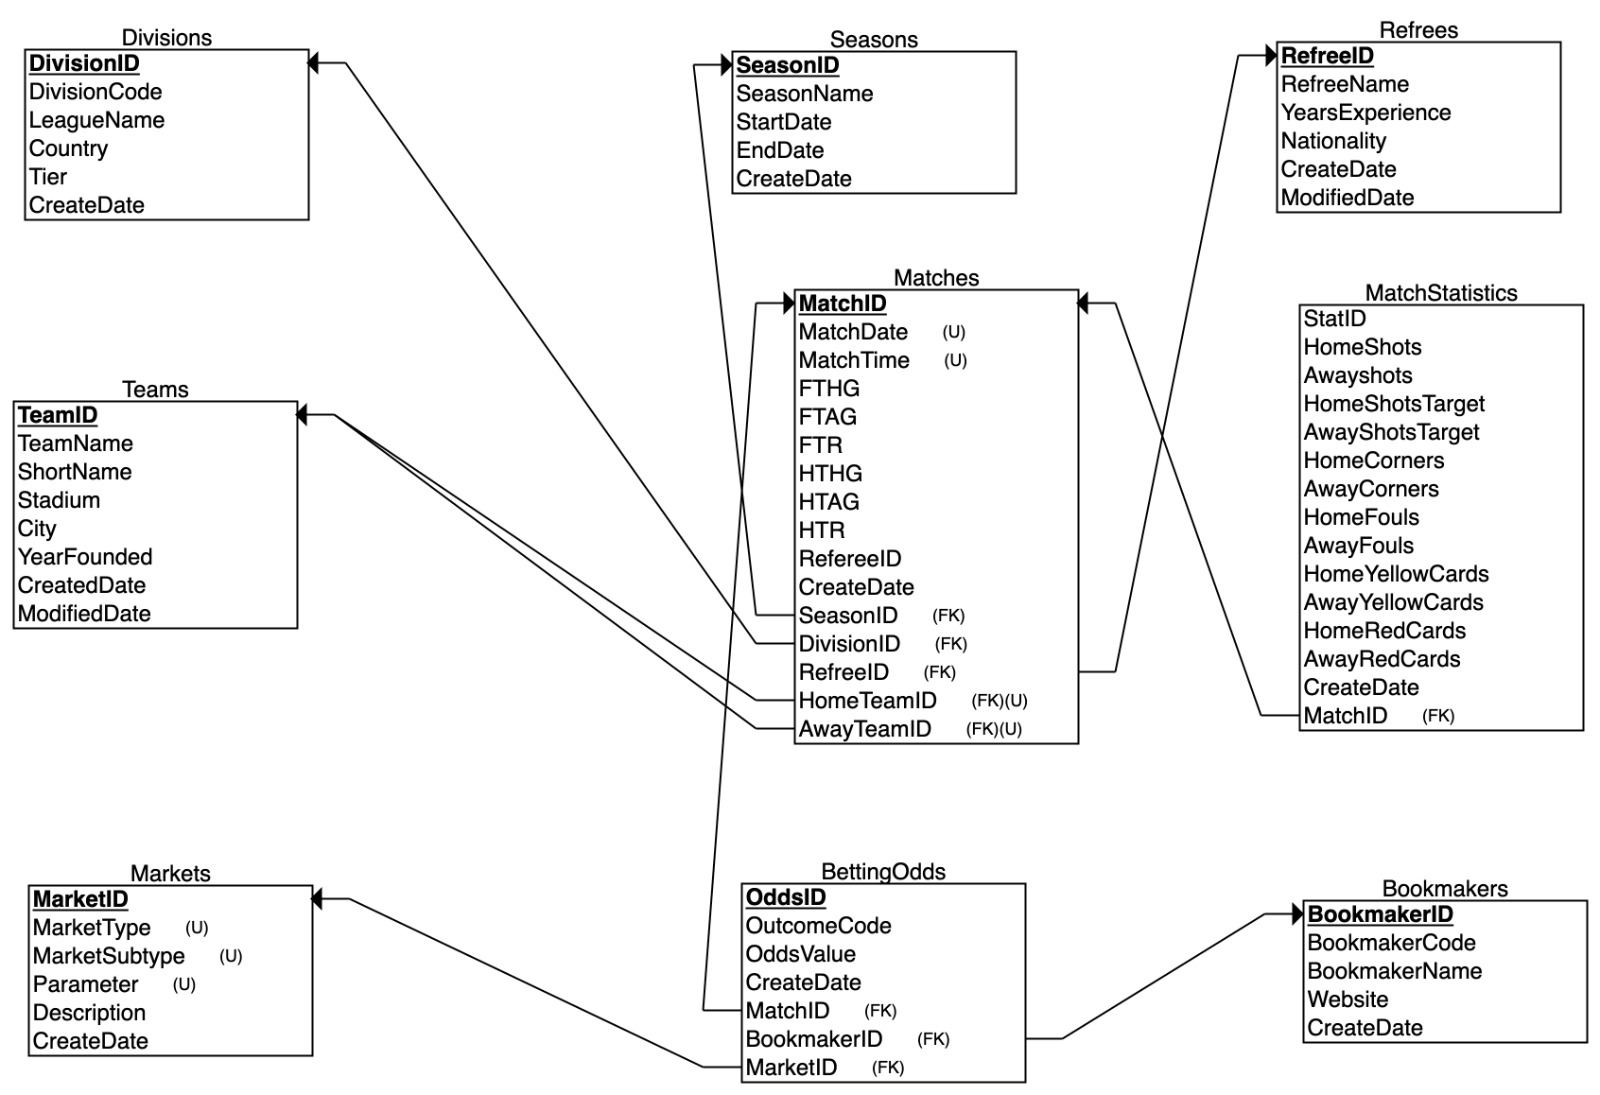 Divisions
DivisionID
DivisionCode
LeagueName
Country
Tier
CreateDate
Seasons
SeasonID
SeasonName
StartDate
EndDate
CreateDate
Refrees
RefreeID
RefreeName
YearsExperience
Nationality
CreateDate
ModifiedDate
Teams
TeamID
TeamName
ShortName
Stadium
City
YearFounded
CreatedDate
ModifiedDate
Matches
MatchID
MatchDate (U)
MatchTime (U)
FTHG
FTAG
FTR
HTHG
HTAG
HTR
RefereeID
CreateDate
SeasonID (FK)
DivisionID (FK)
RefreeID (FK)
HomeTeamID (FK)(U)
AwayTeamID (FK)(U)
MatchStatistics
StatID
HomeShots
Awayshots
HomeShotsTarget
AwayShotsTarget
HomeCorners
AwayCorners
HomeFouls
AwayFouls
HomeYellowCards
AwayYellowCards
HomeRedCards
AwayRedCards
CreateDate
MatchID (FK)
Markets
MarketID
MarketType (U)
MarketSubtype (U)
Parameter (U)
Description
CreateDate
BettingOdds
OddsID
OutcomeCode
OddsValue
CreateDate
MatchID (FK)
BookmakerID (FK)
MarketID (FK)
Bookmakers
BookmakerID
BookmakerCode
BookmakerName
Website
CreateDate